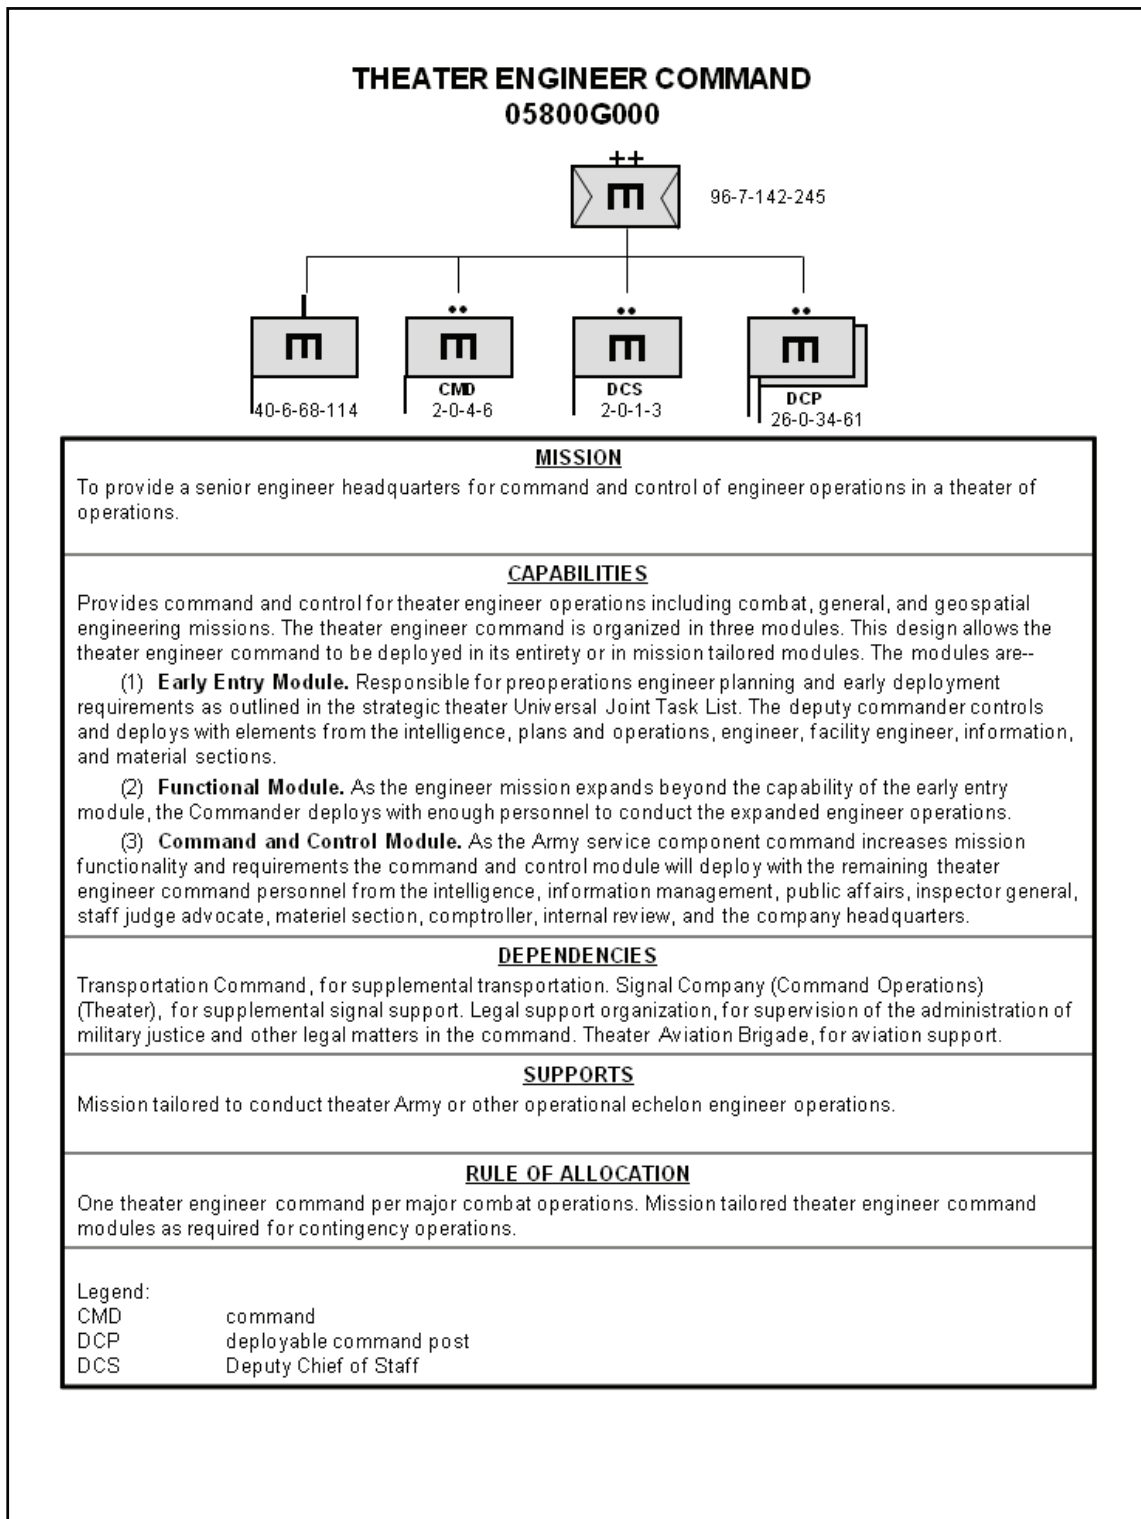 THEATER ENGINEER COMMAND
05800G000
96-7-142-245
40-6-68-114
CMD
2-0-4-6
DCS
2-0-1-3
DCP
26-0-34-61
MISSION
To provide a senior engineer headquarters for command and control of engineer operations in a theater of
operations.
CAPABILITIES
Provides command and control for theater engineer operations including combat, general, and geospatial
engineering missions. The theater engineer command is organized in three modules. This design allows the
theater engineer command to be deployed in its entirety or in mission tailored modules. The modules are--
(1) Early Entry Module. Responsible for preoperations engineer planning and early deployment
requirements as outlined in the strategic theater Universal Joint Task List. The deputy commander controls
and deploys with elements from the intelligence, plans and operations, engineer, facility engineer, information,
and material sections.
(2) Functional Module. As the engineer mission expands beyond the capability of the early entry
module, the Commander deploys with enough personnel to conduct the expanded engineer operations.
(3) Command and Control Module. As the Army service component command increases mission
functionality and requirements the command and control module will deploy with the remaining theater
engineer command personnel from the intelligence, information management, public affairs, inspector general,
staff judge advocate, materiel section, comptroller, internal review, and the company headquarters.
DEPENDENCIES
Transportation Command, for supplemental transportation. Signal Company (Command Operations)
(Theater), for supplemental signal support. Legal support organization, for supervision of the administration of
military justice and other legal matters in the command. Theater Aviation Brigade, for aviation support.
SUPPORTS
Mission tailored to conduct theater Army or other operational echelon engineer operations.
RULE OF ALLOCATION
One theater engineer command per major combat operations. Mission tailored theater engineer command
modules as required for contingency operations.
Legend:
CMD command
DCP deployable command post
DCS Deputy Chief of Staff